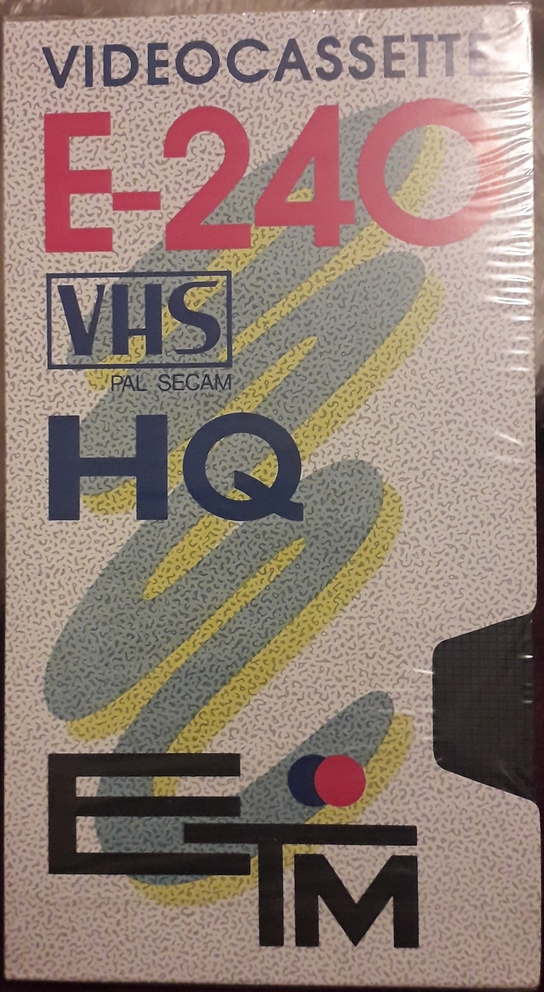 VIDEOCASSETTE
E-240
VHS
PAL SECAM
HQ
ETM